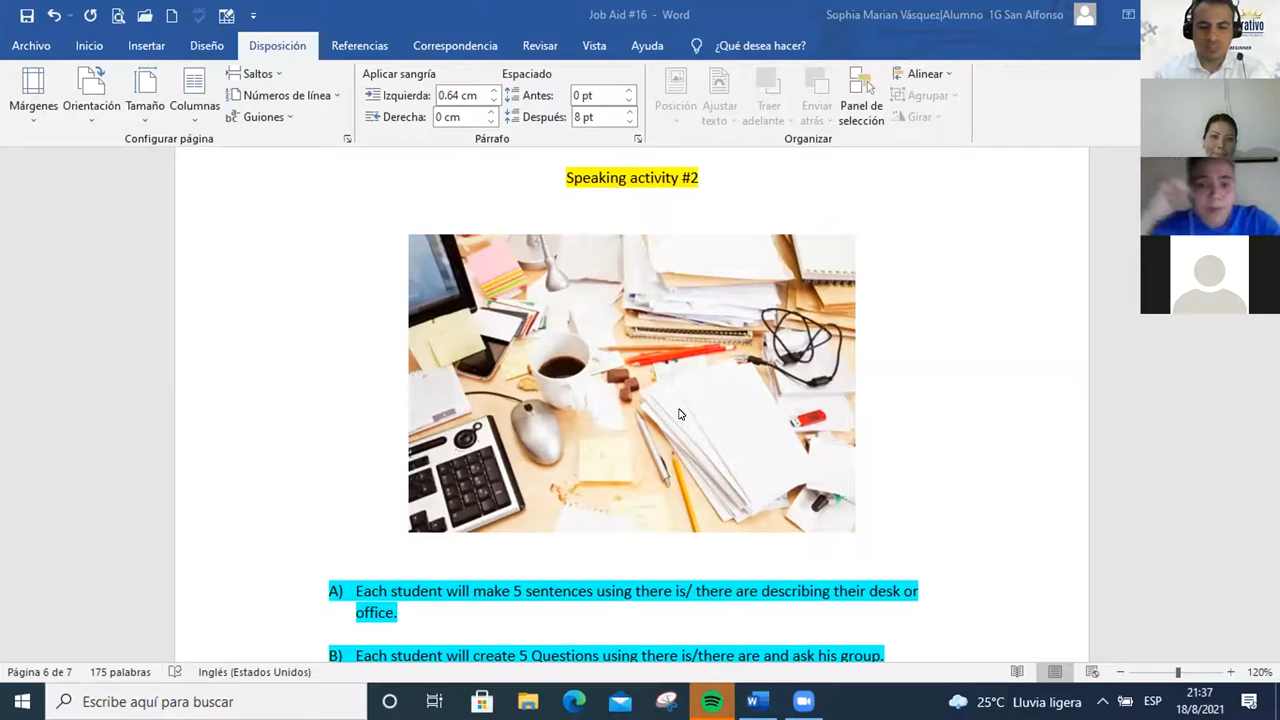 Job Aid #16 - Word
Sophia Marian Vásquez|Alumno 1G San Alfonso
Archivo Inicio Insertar Diseño Disposición Referencias Correspondencia Revisar Vista Ayuda ¿Qué desea hacer?
Márgenes
Orientación
Tamaño
Columnas
Saltos
Números de línea
Guiones
Configurar página
Aplicar sangría
Izquierda: 0.64 cm
Derecha: 0 cm
Espaciado
Antes: 0 pt
Después: 8 pt
Párrafo
Posición
Ajustar
texto
Traer
adelante
Enviar
atrás
Panel de
selección
Alinear
Agrupar
Girar
Organizar
rativo
BEGINNER
Speaking activity #2
A) Each student will make 5 sentences using there is/ there are describing their desk or
office.
B) Each student will create 5 Questions using there is/there are and ask his group.
Página 6 de 7 175 palabras Inglés (Estados Unidos) 120%
Escribe aquí para buscar
25°C Lluvia ligera
ESP
21:37
18/8/2021